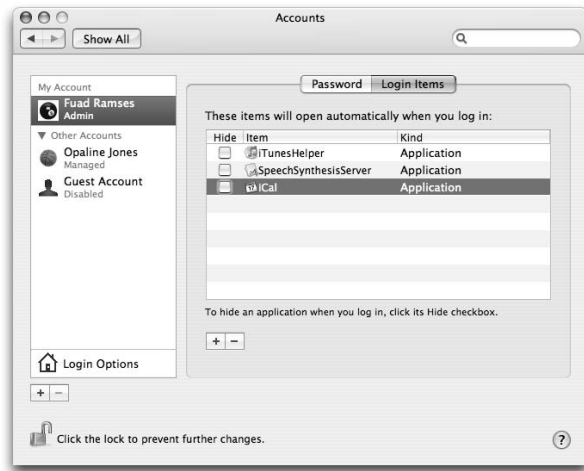 Accounts
Show All
My Account
Fuad Ramses
Admin
Other Accounts
Opaline Jones
Managed
Guest Account
Disabled
Login Options
Password Login Items
These items will open automatically when you log in:
Hide Item Kind
iTunesHelper Application
SpeechSynthesisServer Application
iCal Application
To hide an application when you log in, click its Hide checkbox.
+ −
+ −
Click the lock to prevent further changes.
?